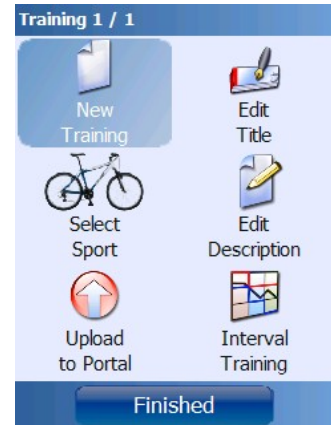 Training 1 / 1
New
Training
Edit
Title
Select
Sport
Edit
Description
Upload
to Portal
Interval
Training
Finished